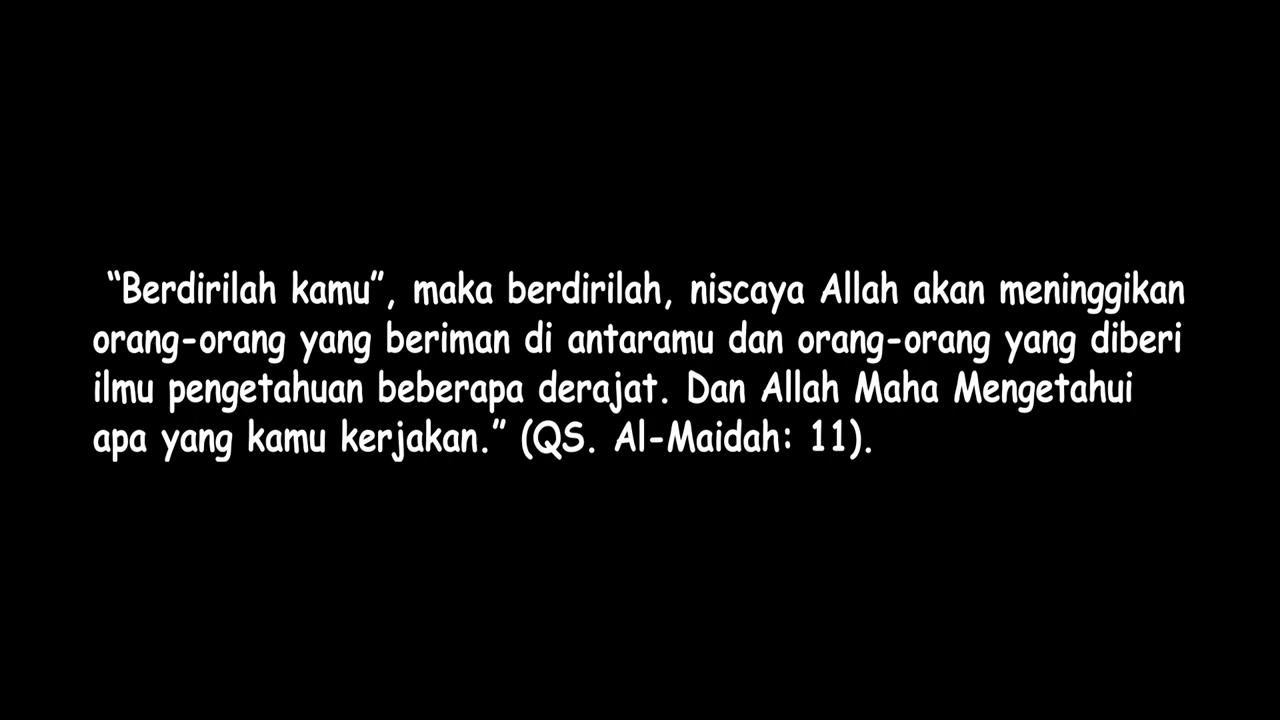 “Berdirilah kamu”, maka berdirilah, niscaya Allah akan meninggikan
orang-orang yang beriman di antaramu dan orang-orang yang diberi
ilmu pengetahuan beberapa derajat. Dan Allah Maha Mengetahui
apa yang kamu kerjakan.” (QS. Al-Maidah: 11).